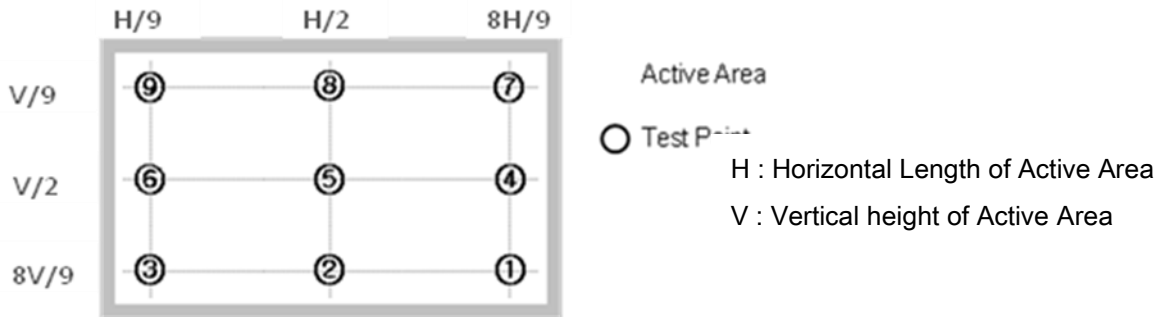 H/9 H/2 8H/9
V/9 ⑨ ⑧ ⑦
V/2 ⑥ ⑤ ④
8V/9 ③ ② ①
Active Area
Test
H : Horizontal Length of Active Area
V : Vertical height of Active Area